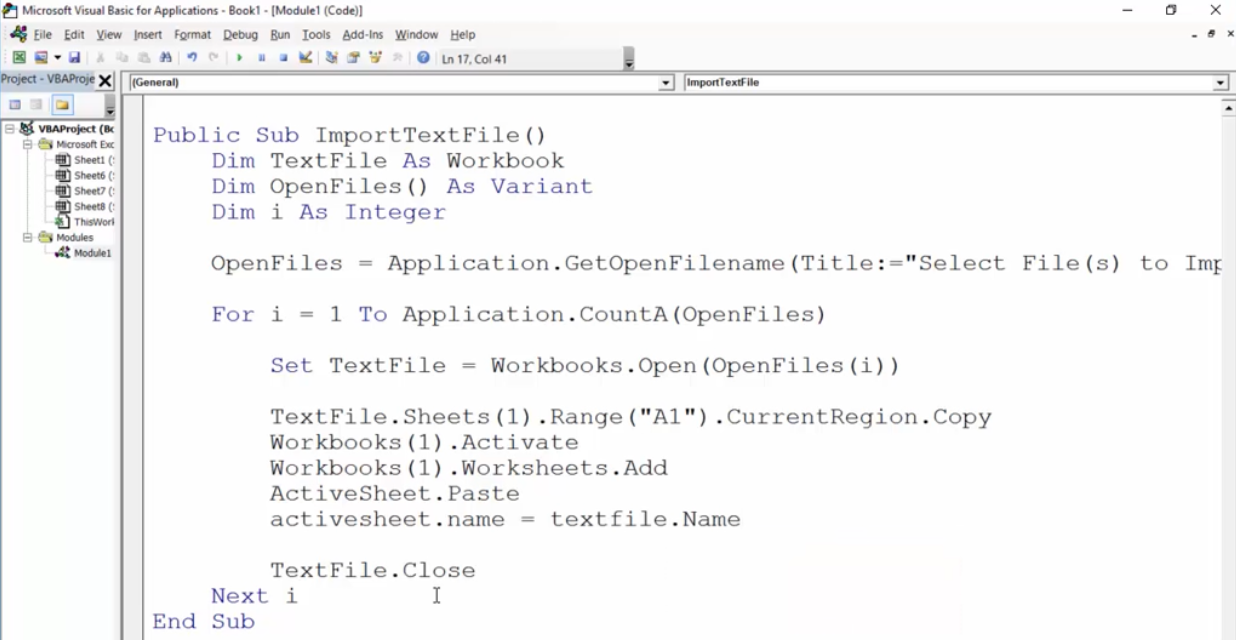 Microsoft Visual Basic for Applications - Book1 - [Module1 (Code)]
File Edit View Insert Format Debug Run Tools Add-Ins Window Help
Ln 17, Col 41
Project - VBAProje
(General)
ImportTextFile
VBAProject (Bo
Microsoft Exc
Sheet1 (
Sheet6 (
Sheet7 (
Sheet8 (
ThisWork
Modules
Module1
Public Sub ImportTextFile()
Dim TextFile As Workbook
Dim OpenFiles() As Variant
Dim i As Integer
OpenFiles = Application.GetOpenFilename(Title:="Select File(s) to Imp
For i = 1 To Application.CountA(OpenFiles)
Set TextFile = Workbooks.Open(OpenFiles(i))
TextFile.Sheets(1).Range("A1").CurrentRegion.Copy
Workbooks(1).Activate
Workbooks(1).Worksheets.Add
ActiveSheet.Paste
activesheet.name = textfile.Name
TextFile.Close
Next i
End Sub